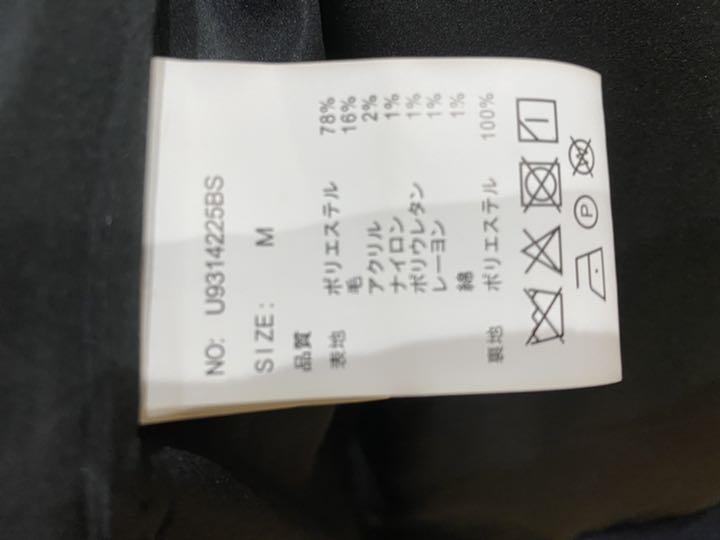 NO: U9314225BS
SIZE: M
品質
表地 ポリエステル 78%
毛 16%
アクリル 2%
ナイロン 1%
ポリウレタン 1%
レーヨン 1%
綿 1%
裏地 ポリエステル 100%
P
W